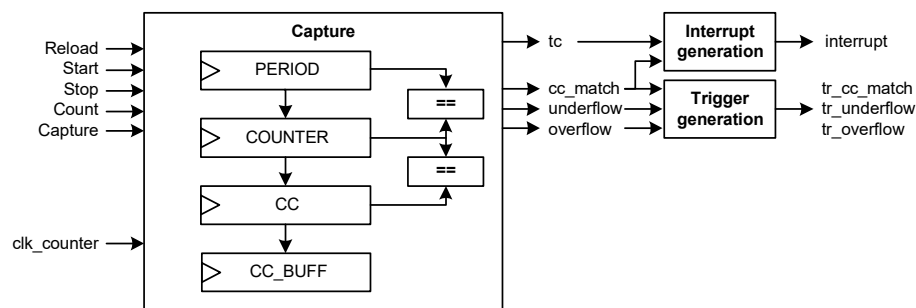 Capture
Reload
Start
Stop
Count
Capture
clk_counter
PERIOD
==
COUNTER
==
CC
CC_BUFF
tc
cc_match
underflow
overflow
Interrupt
generation
interrupt
Trigger
generation
tr_cc_match
tr_underflow
tr_overflow